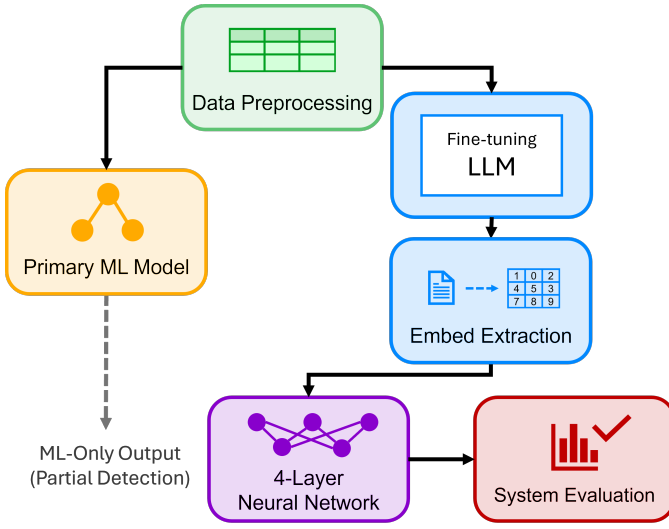 Data Preprocessing
Fine-tuning
LLM
Primary ML Model
1 0 2
4 5 3
7 8 9
Embed Extraction
ML-Only Output
(Partial Detection)
4-Layer
Neural Network
System Evaluation